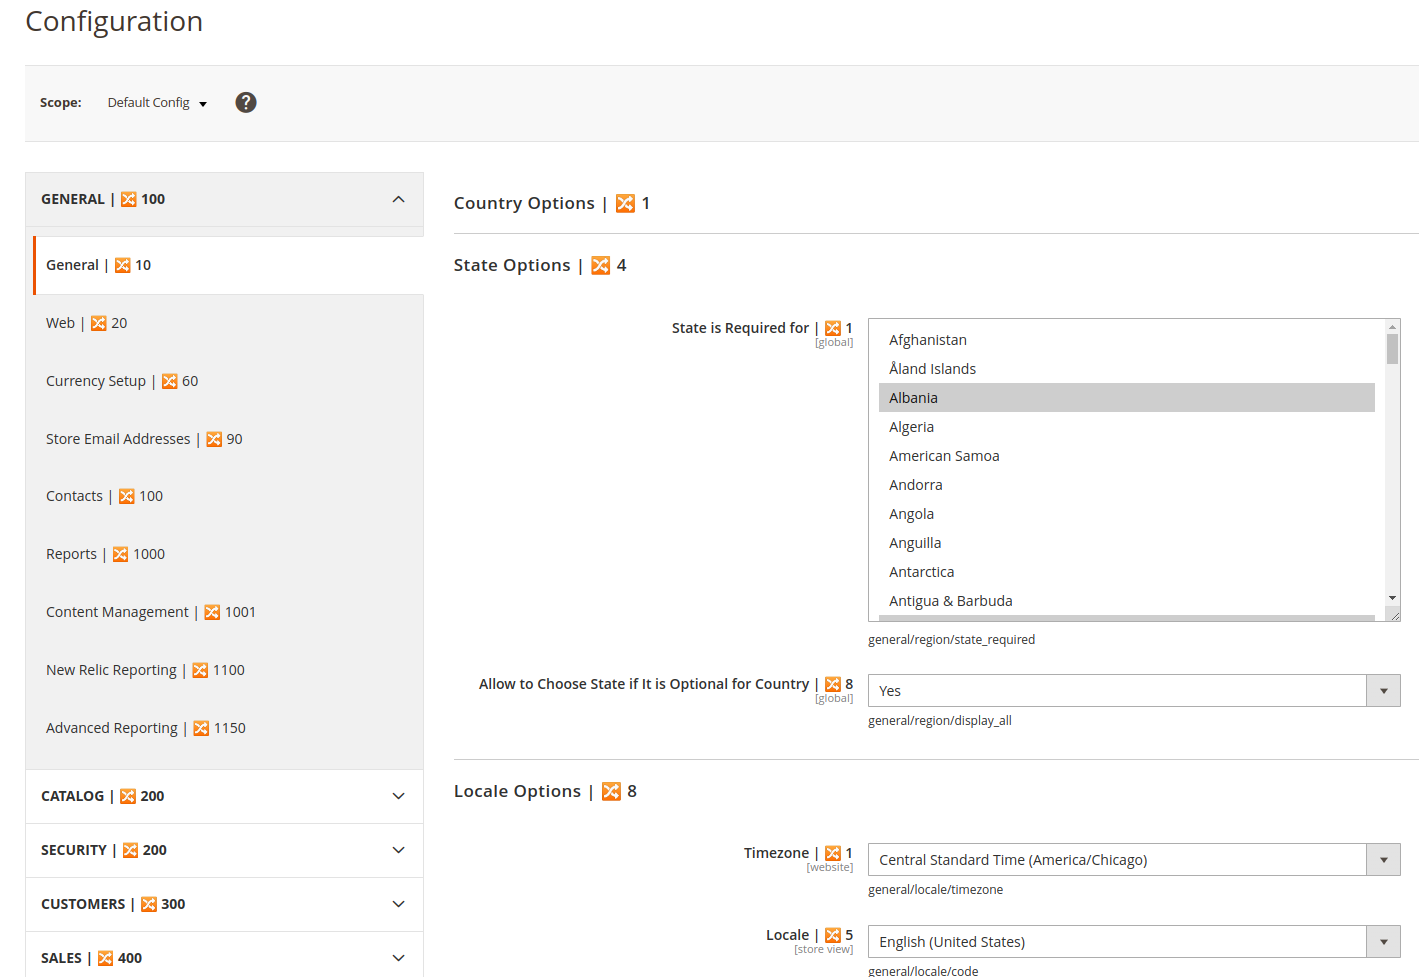 Configuration
Scope: Default Config ?
GENERAL | 🔀 100
General | 🔀 10
Web | 🔀 20
Currency Setup | 🔀 60
Store Email Addresses | 🔀 90
Contacts | 🔀 100
Reports | 🔀 1000
Content Management | 🔀 1001
New Relic Reporting | 🔀 1100
Advanced Reporting | 🔀 1150
CATALOG | 🔀 200
SECURITY | 🔀 200
CUSTOMERS | 🔀 300
SALES | 🔀 400
Country Options | 🔀 1
State Options | 🔀 4
State is Required for | 🔀 1
[global]
Afghanistan
Åland Islands
Albania
Algeria
American Samoa
Andorra
Angola
Anguilla
Antarctica
Antigua & Barbuda
general/region/state_required
Allow to Choose State if It is Optional for Country | 🔀 8
[global]
Yes
general/region/display_all
Locale Options | 🔀 8
Timezone | 🔀 1
[website]
Central Standard Time (America/Chicago)
general/locale/timezone
Locale | 🔀 5
[store view]
English (United States)
general/locale/code